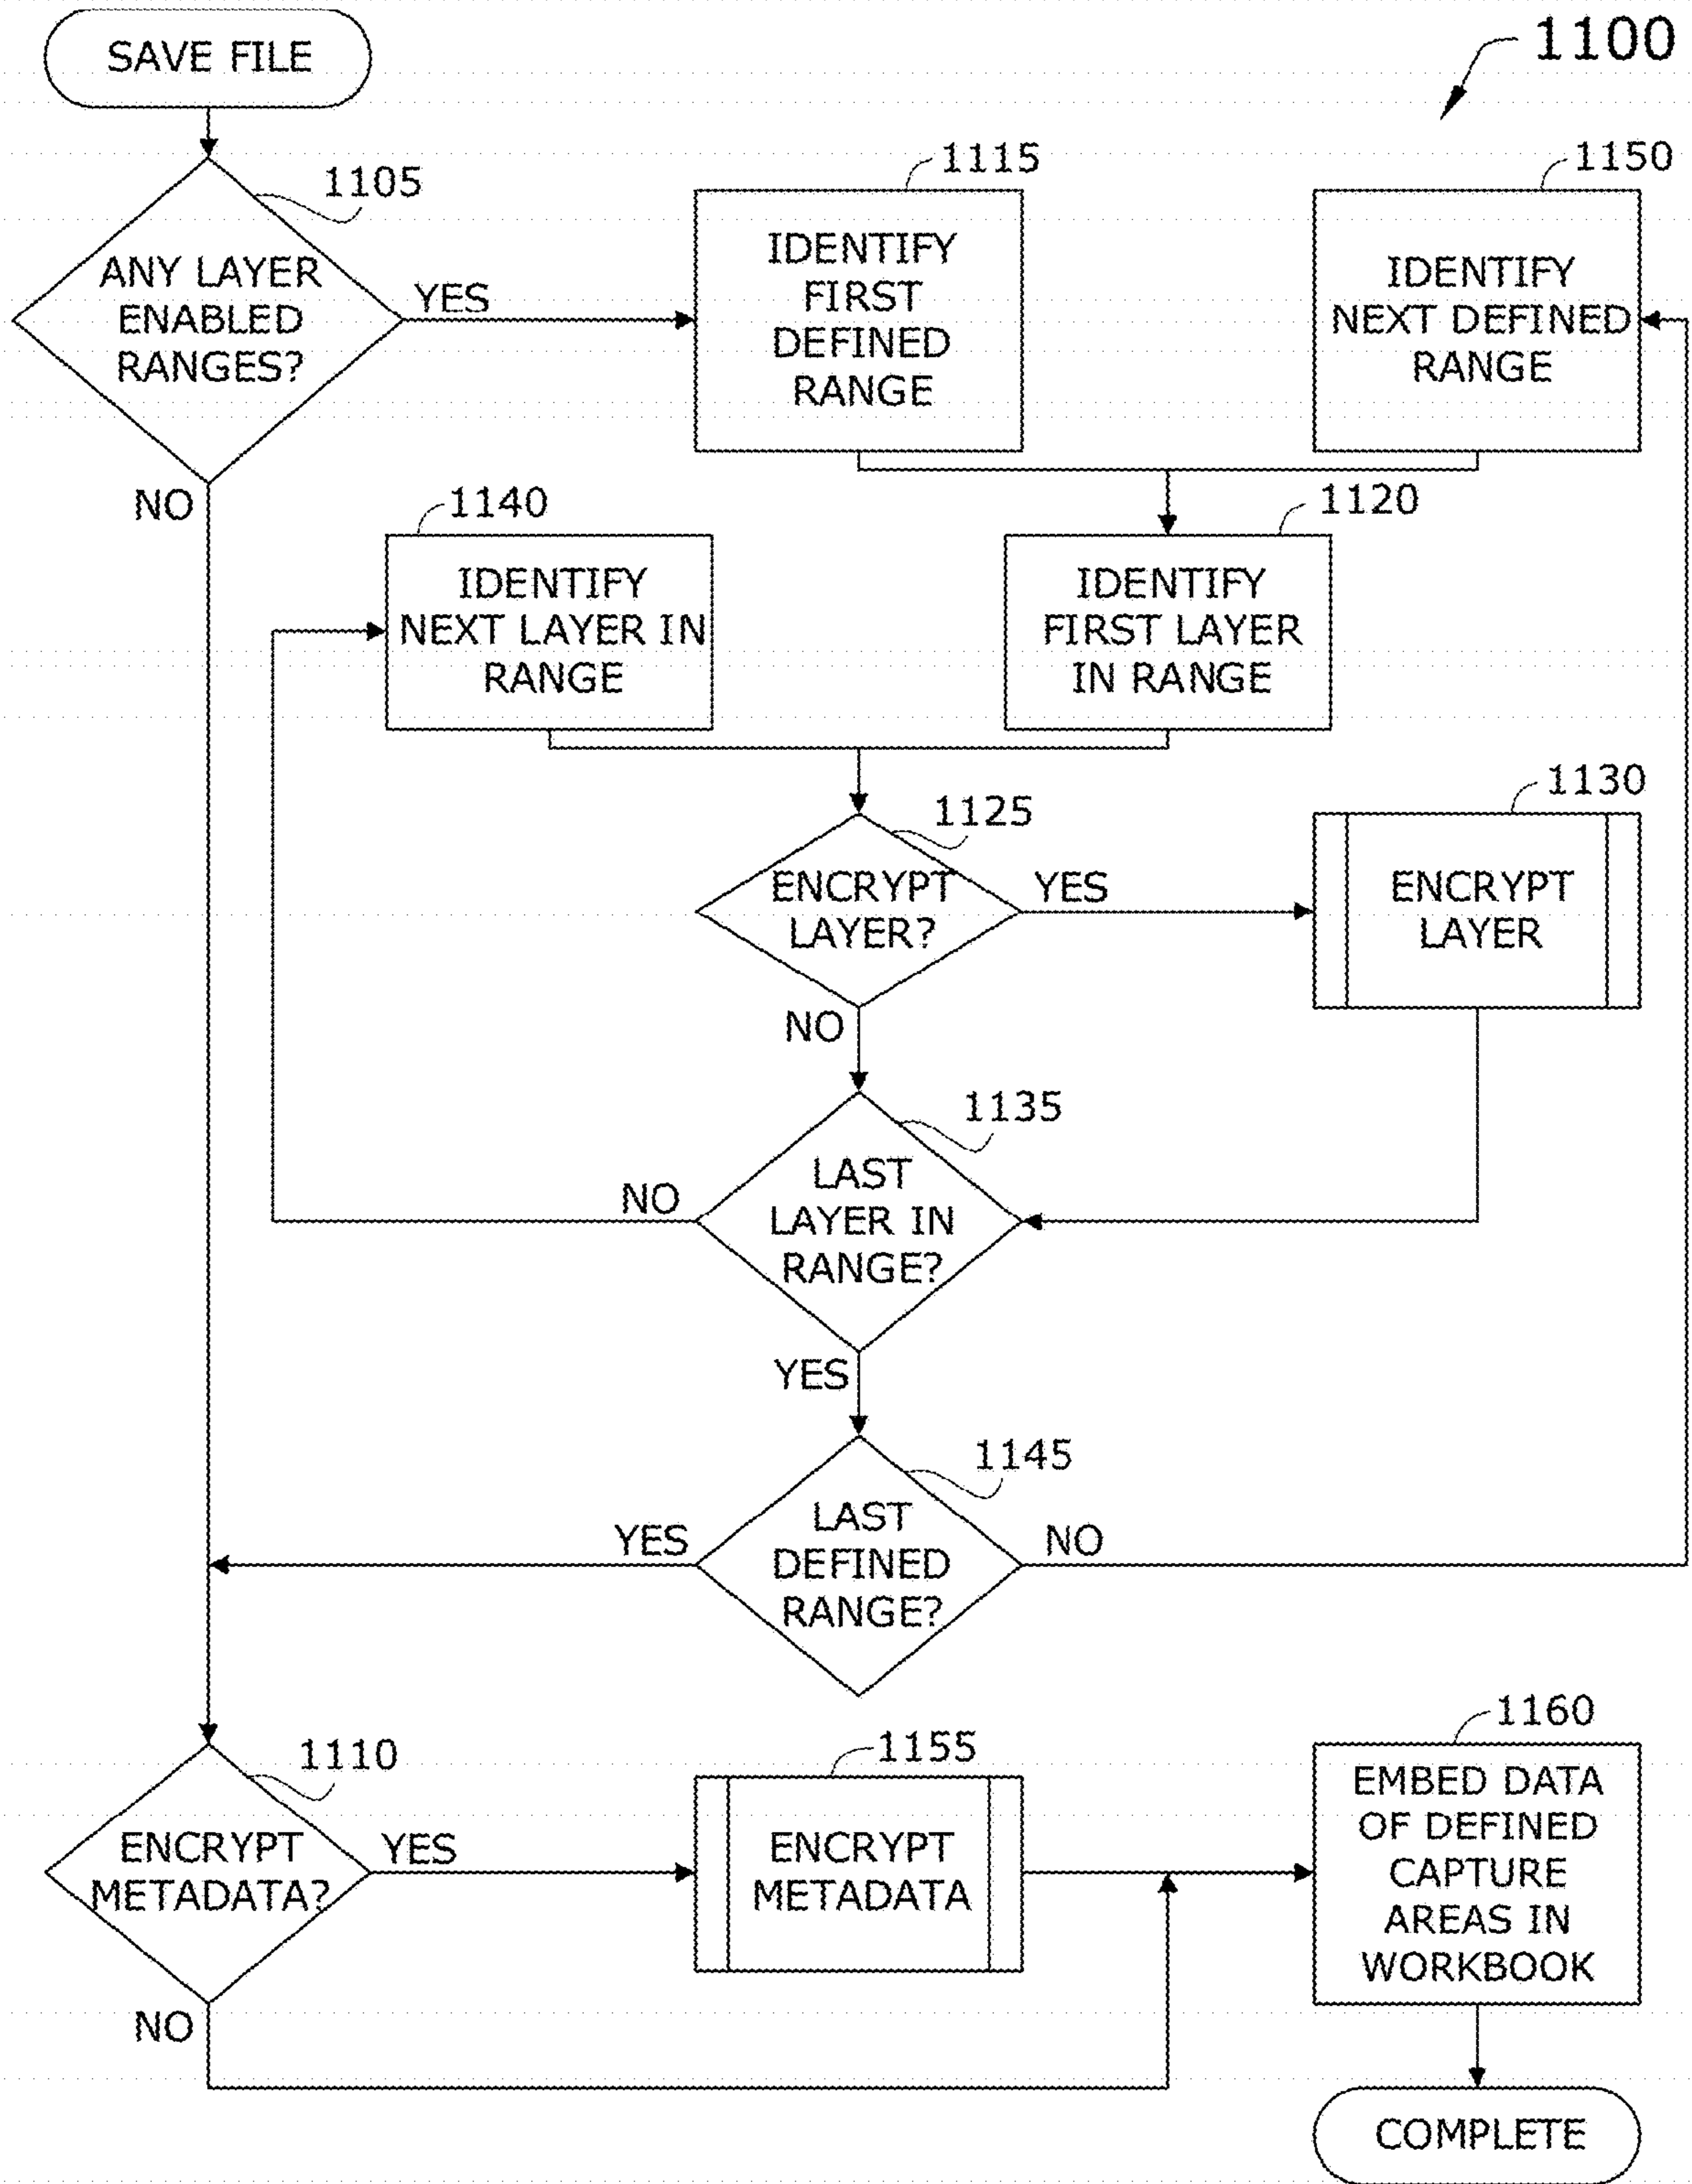 SAVE FILE
1100
1105
ANY LAYER
ENABLED
RANGES?
YES
NO
1115
IDENTIFY
FIRST
DEFINED
RANGE
1150
IDENTIFY
NEXT DEFINED
RANGE
1140
IDENTIFY
NEXT LAYER IN
RANGE
1120
IDENTIFY
FIRST LAYER
IN RANGE
1125
ENCRYPT
LAYER?
YES
NO
1130
ENCRYPT
LAYER
1135
LAST
LAYER IN
RANGE?
NO
YES
1145
LAST
DEFINED
RANGE?
YES
NO
1110
ENCRYPT
METADATA?
YES
NO
1155
ENCRYPT
METADATA
1160
EMBED DATA
OF DEFINED
CAPTURE
AREAS IN
WORKBOOK
COMPLETE